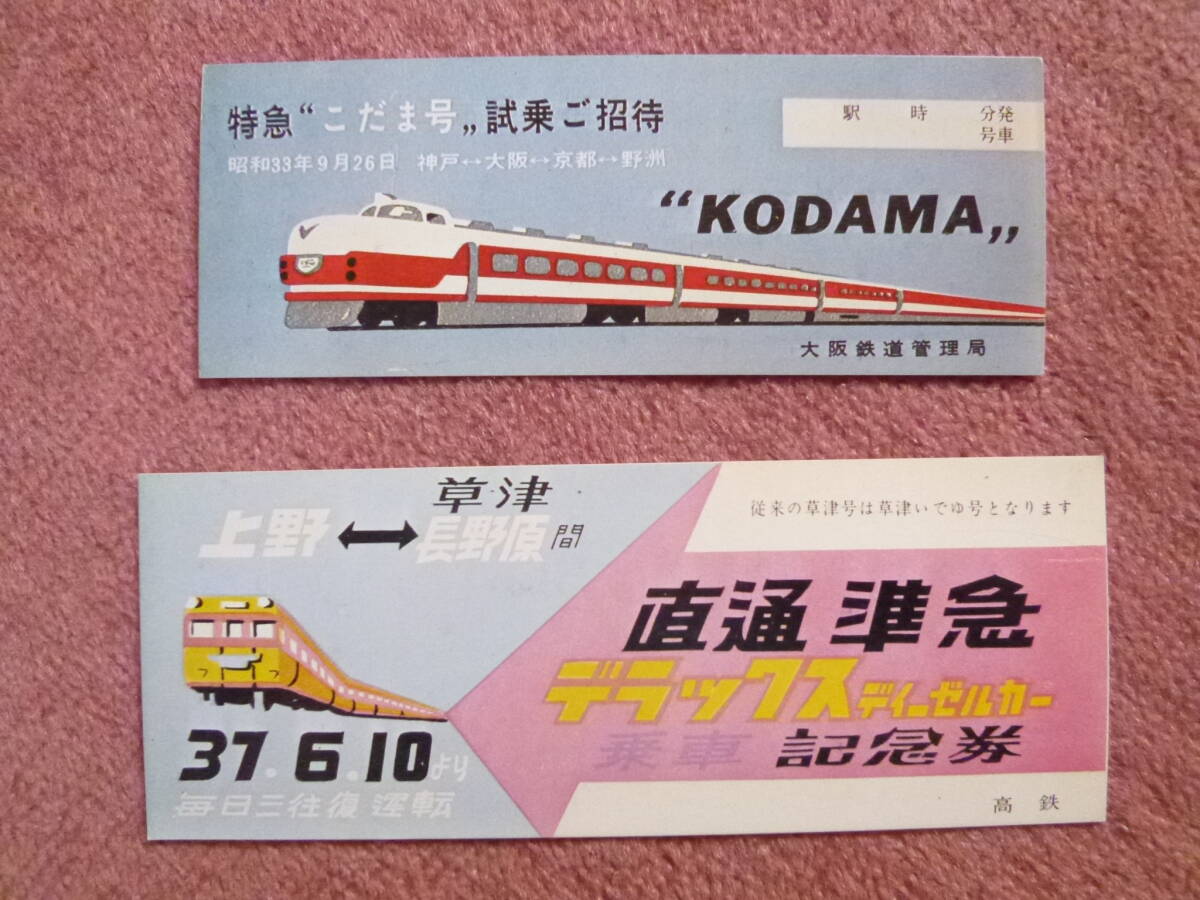 特急“こだま号„試乗ご招待
昭和33年9月26日 神戸↔大阪↔京都↔野洲
駅 時 分発
号車
“KODAMA„
大阪鉄道管理局
草津
上野↔長野原間
従来の草津号は草津いでゆ号となります
直通 準急
デラックスディーゼルカー
乗車 記念券
37.6.10より
毎日三往復運転
高鉄